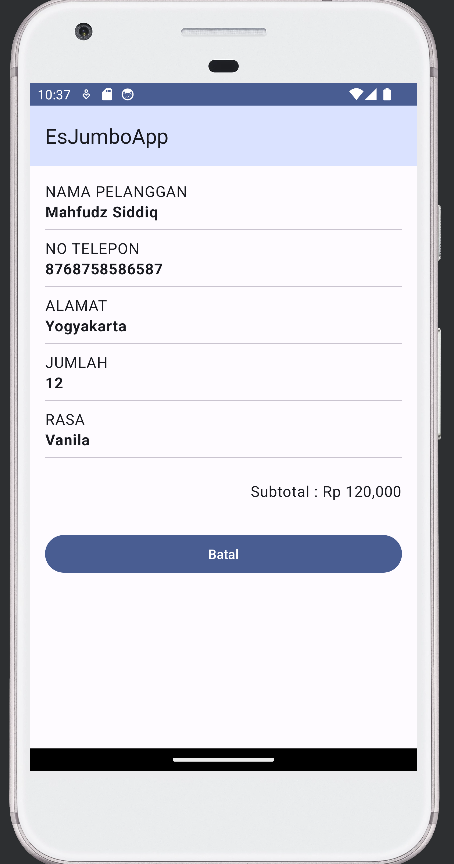 10:37
EsJumboApp
NAMA PELANGGAN
Mahfudz Siddiq
NO TELEPON
8768758586587
ALAMAT
Yogyakarta
JUMLAH
12
RASA
Vanila
Subtotal : Rp 120,000
Batal